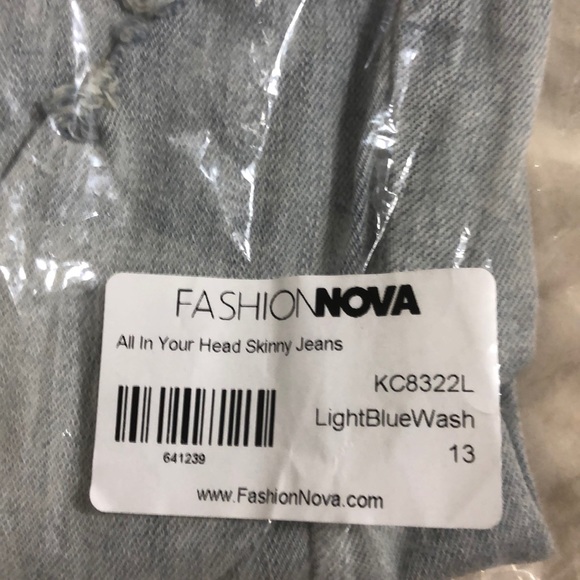 FASHIONNOVA
All In Your Head Skinny Jeans
KC8322L
LightBlueWash
13
641239
www.FashionNova.com